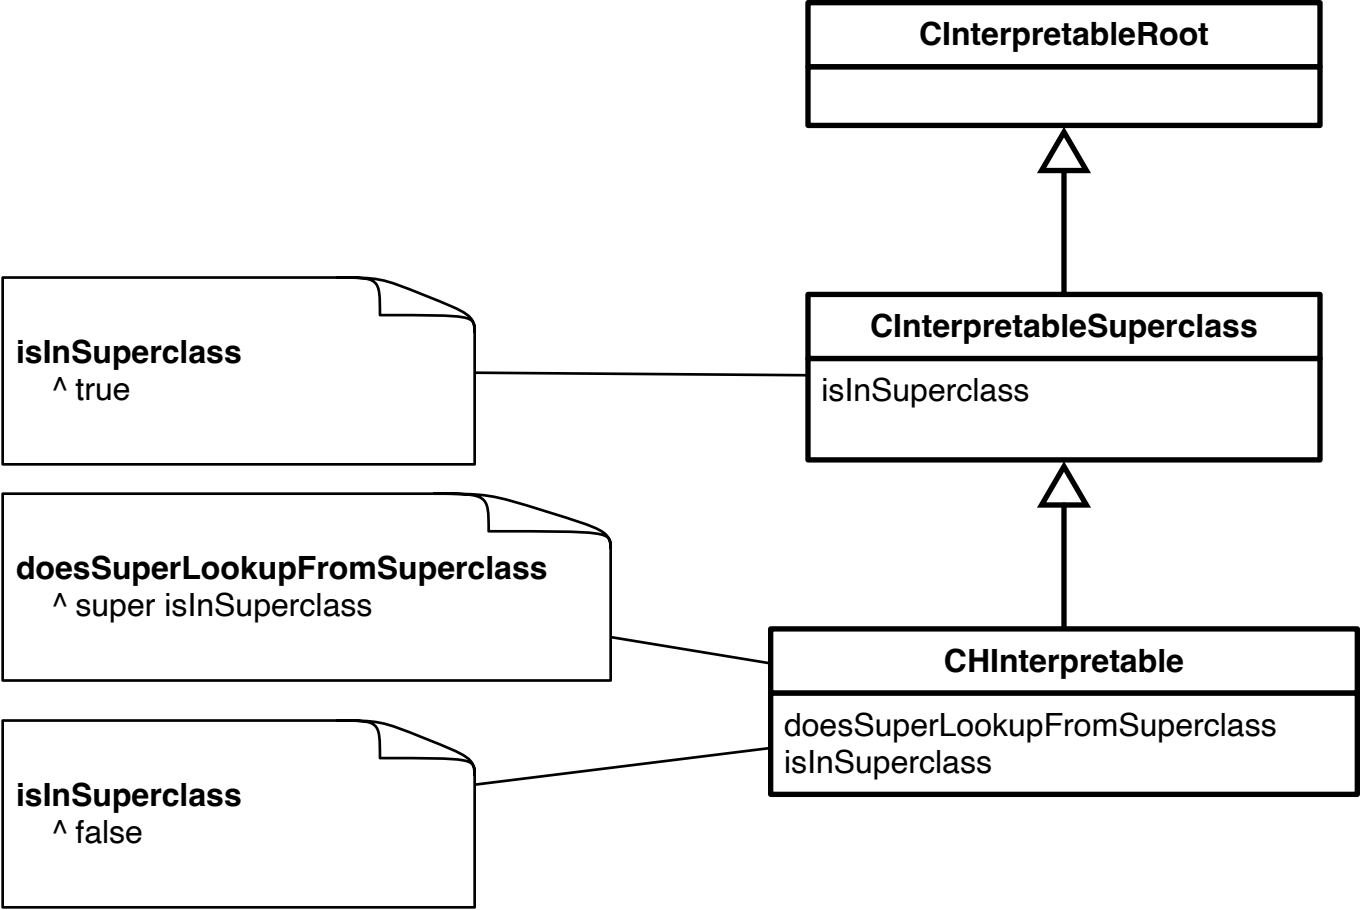 CInterpretableRoot
CInterpretableSuperclass
isInSuperclass
isInSuperclass
^ true
doesSuperLookupFromSuperclass
^ super isInSuperclass
CHInterpretable
doesSuperLookupFromSuperclass
isInSuperclass
isInSuperclass
^ false